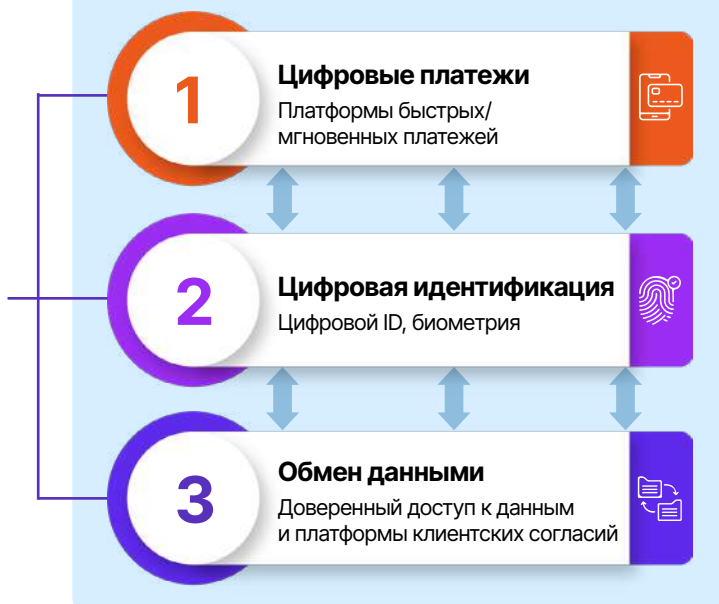 1
Цифровые платежи
Платформы быстрых/
мгновенных платежей
2
Цифровая идентификация
Цифровой ID, биометрия
3
Обмен данными
Доверенный доступ к данным
и платформы клиентских согласий